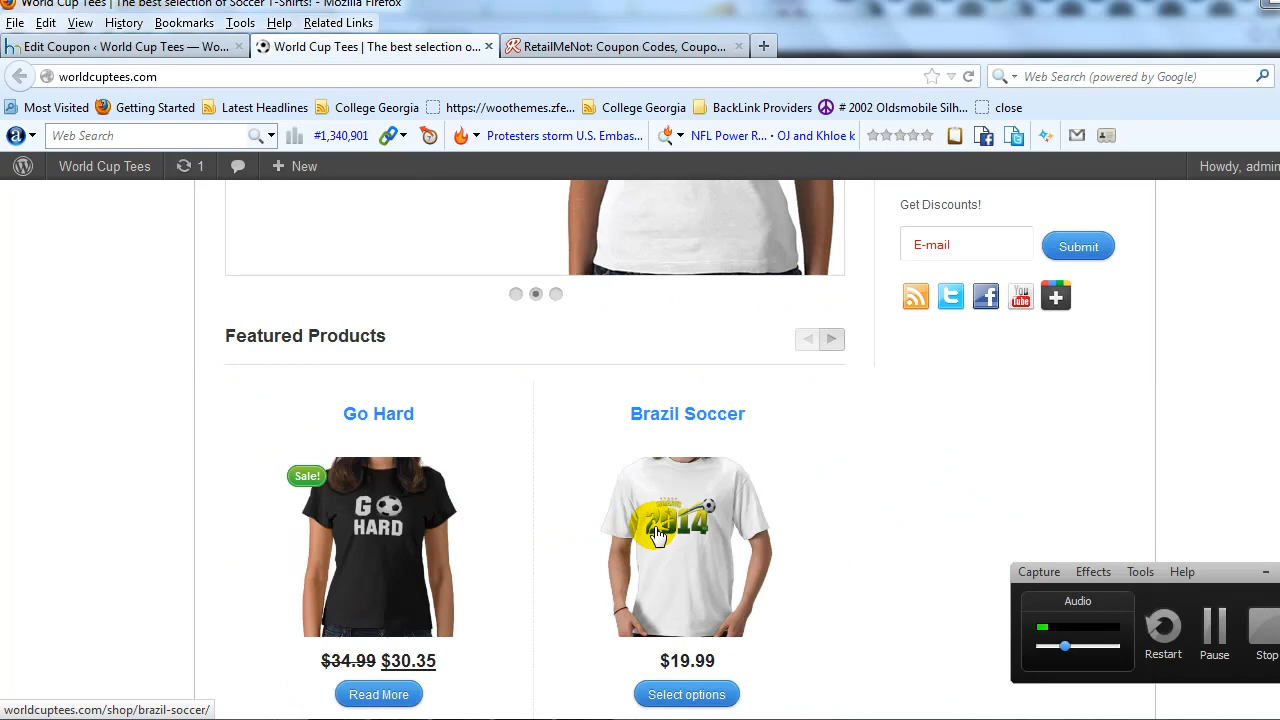 World Cup Tees | The best selection of Soccer T-Shirts! - Mozilla Firefox
File Edit View History Bookmarks Tools Help Related Links
Edit Coupon ‹ World Cup Tees — Wo... × World Cup Tees | The best selection o... × RetailMeNot: Coupon Codes, Coupo... × +
worldcuptees.com Web Search (powered by Google)
Most Visited Getting Started Latest Headlines College Georgia https://woothemes.zfe... College Georgia BackLink Providers # 2002 Oldsmobile Silh... close
a Web Search #1,340,901 Protesters storm U.S. Embas... NFL Power R... • OJ and Khloe k
World Cup Tees 1 New Howdy, admin
Get Discounts!
E-mail Submit
You Tube
Featured Products
Go Hard Brazil Soccer
Sale!
GO HARD
2014
$34.99 $30.35 $19.99
Read More Select options
Capture Effects Tools Help
Audio
Restart Pause Stop
worldcuptees.com/shop/brazil-soccer/